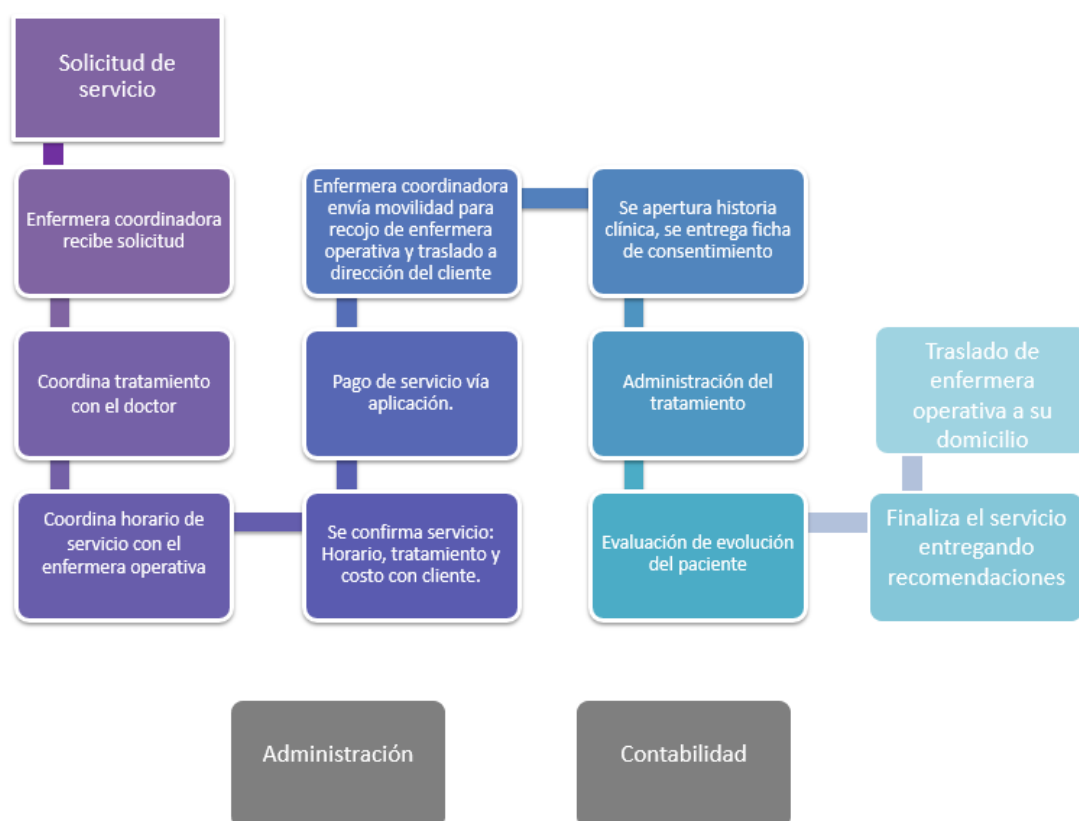 Solicitud de
servicio
Enfermera coordinadora
recibe solicitud
Coordina tratamiento
con el doctor
Coordina horario de
servicio con el
enfermera operativa
Se confirma servicio:
Horario, tratamiento y
costo con cliente.
Pago de servicio vía
aplicación.
Enfermera coordinadora
envía movilidad para
recojo de enfermera
operativa y traslado a
dirección del cliente
Se apertura historia
clínica, se entrega ficha
de consentimiento
Administración del
tratamiento
Evaluación de evolución
del paciente
Finaliza el servicio
entregando
recomendaciones
Traslado de
enfermera
operativa a su
domicilio
Administración
Contabilidad